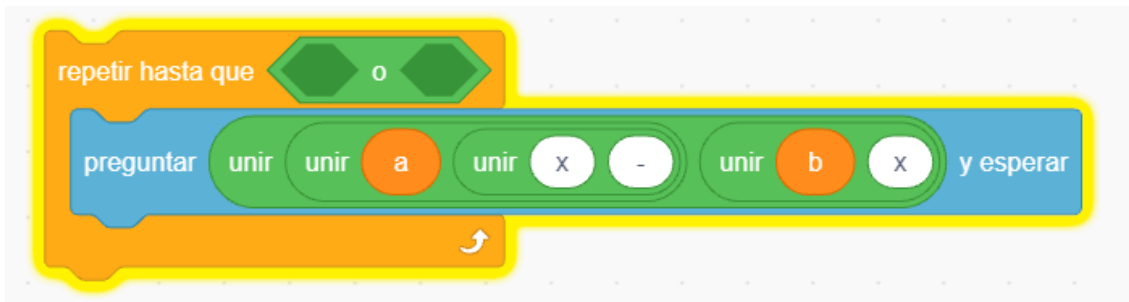 repetir hasta que o
preguntar unir unir a unir x - unir b x y esperar